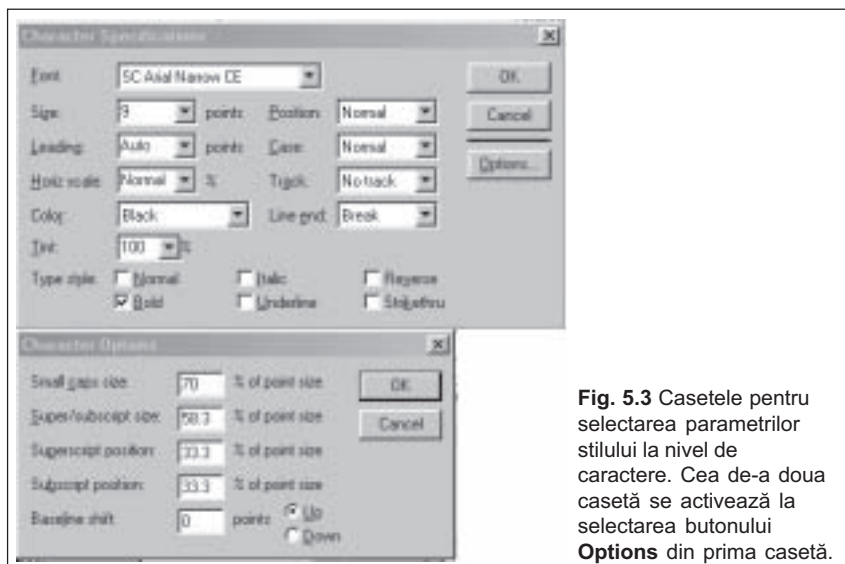 Character Specifications
Font: SC Arial Narrow CE OK
Size: 9 points Position: Normal Cancel
Leading: Auto points Case: Normal
Options...
Horiz scale: Normal % Track: No track
Color: Black Line end: Break
Tint: 100 %
Type style: Normal Italic Reverse
Bold Underline Strikethru
Character Options
Small caps size: 70 % of point size OK
Super/subscript size: 58.3 % of point size Cancel
Superscript position: 33.3 % of point size
Subscript position: 33.3 % of point size
Baseline shift: 0 points Up
Down
Fig. 5.3 Casetele pentru
selectarea parametrilor
stilului la nivel de
caractere. Cea de-a doua
casetă se activează la
selectarea butonului
Options din prima casetă.